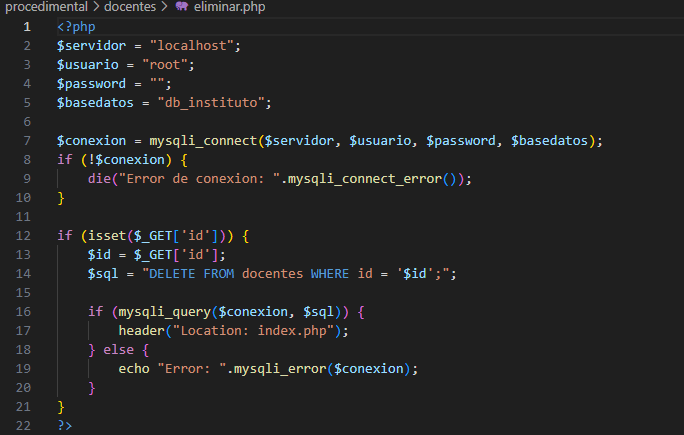 procedimental > docentes > eliminar.php
1 <?php
2 $servidor = "localhost";
3 $usuario = "root";
4 $password = "";
5 $basedatos = "db_instituto";
6
7 $conexion = mysqli_connect($servidor, $usuario, $password, $basedatos);
8 if (!$conexion) {
9     die("Error de conexion: ".mysqli_connect_error());
10 }
11
12 if (isset($_GET['id'])) {
13     $id = $_GET['id'];
14     $sql = "DELETE FROM docentes WHERE id = '$id';";
15
16     if (mysqli_query($conexion, $sql)) {
17         header("Location: index.php");
18     } else {
19         echo "Error: ".mysqli_error($conexion);
20     }
21 }
22 ?>